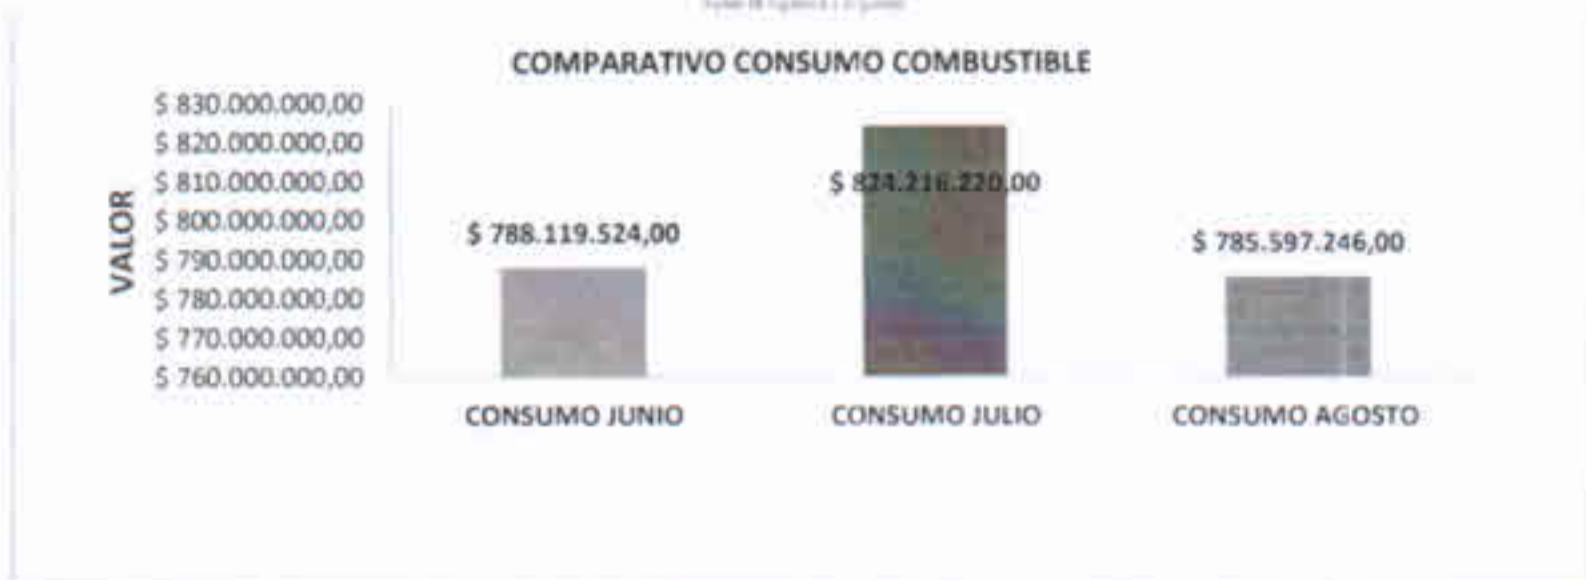 COMPARATIVO CONSUMO COMBUSTIBLE
VALOR
$ 830.000.000,00
$ 820.000.000,00
$ 810.000.000,00
$ 800.000.000,00
$ 790.000.000,00
$ 780.000.000,00
$ 770.000.000,00
$ 760.000.000,00
$ 788.119.524,00
$ 824.216.220,00
$ 785.597.246,00
CONSUMO JUNIO
CONSUMO JULIO
CONSUMO AGOSTO